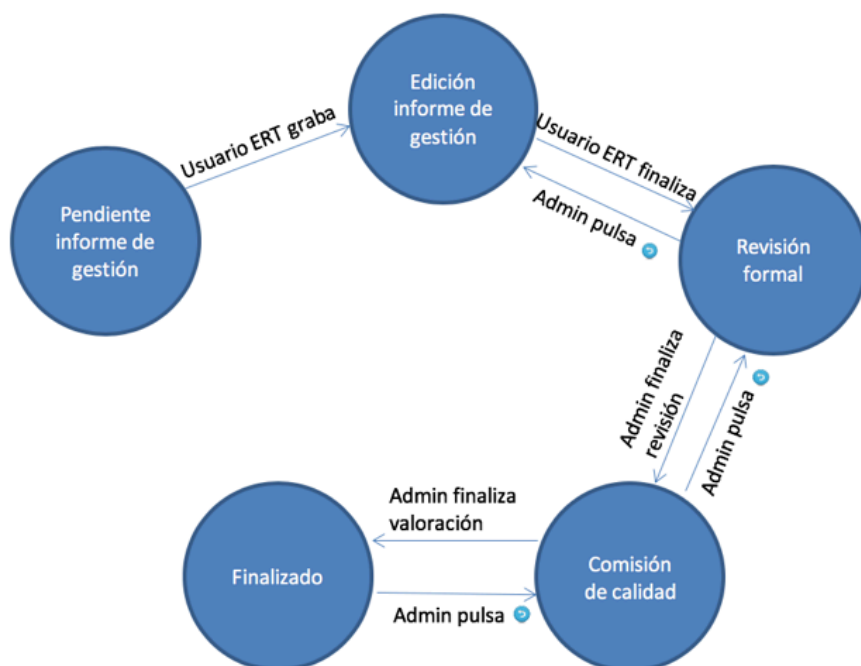 Edición
informe de
gestión
Usuario ERT graba
Usuario ERT finaliza
Admin pulsa
Pendiente
informe de
gestión
Revisión
formal
Admin finaliza
revisión
Admin pulsa
Admin finaliza
valoración
Finalizado
Comisión
de calidad
Admin pulsa